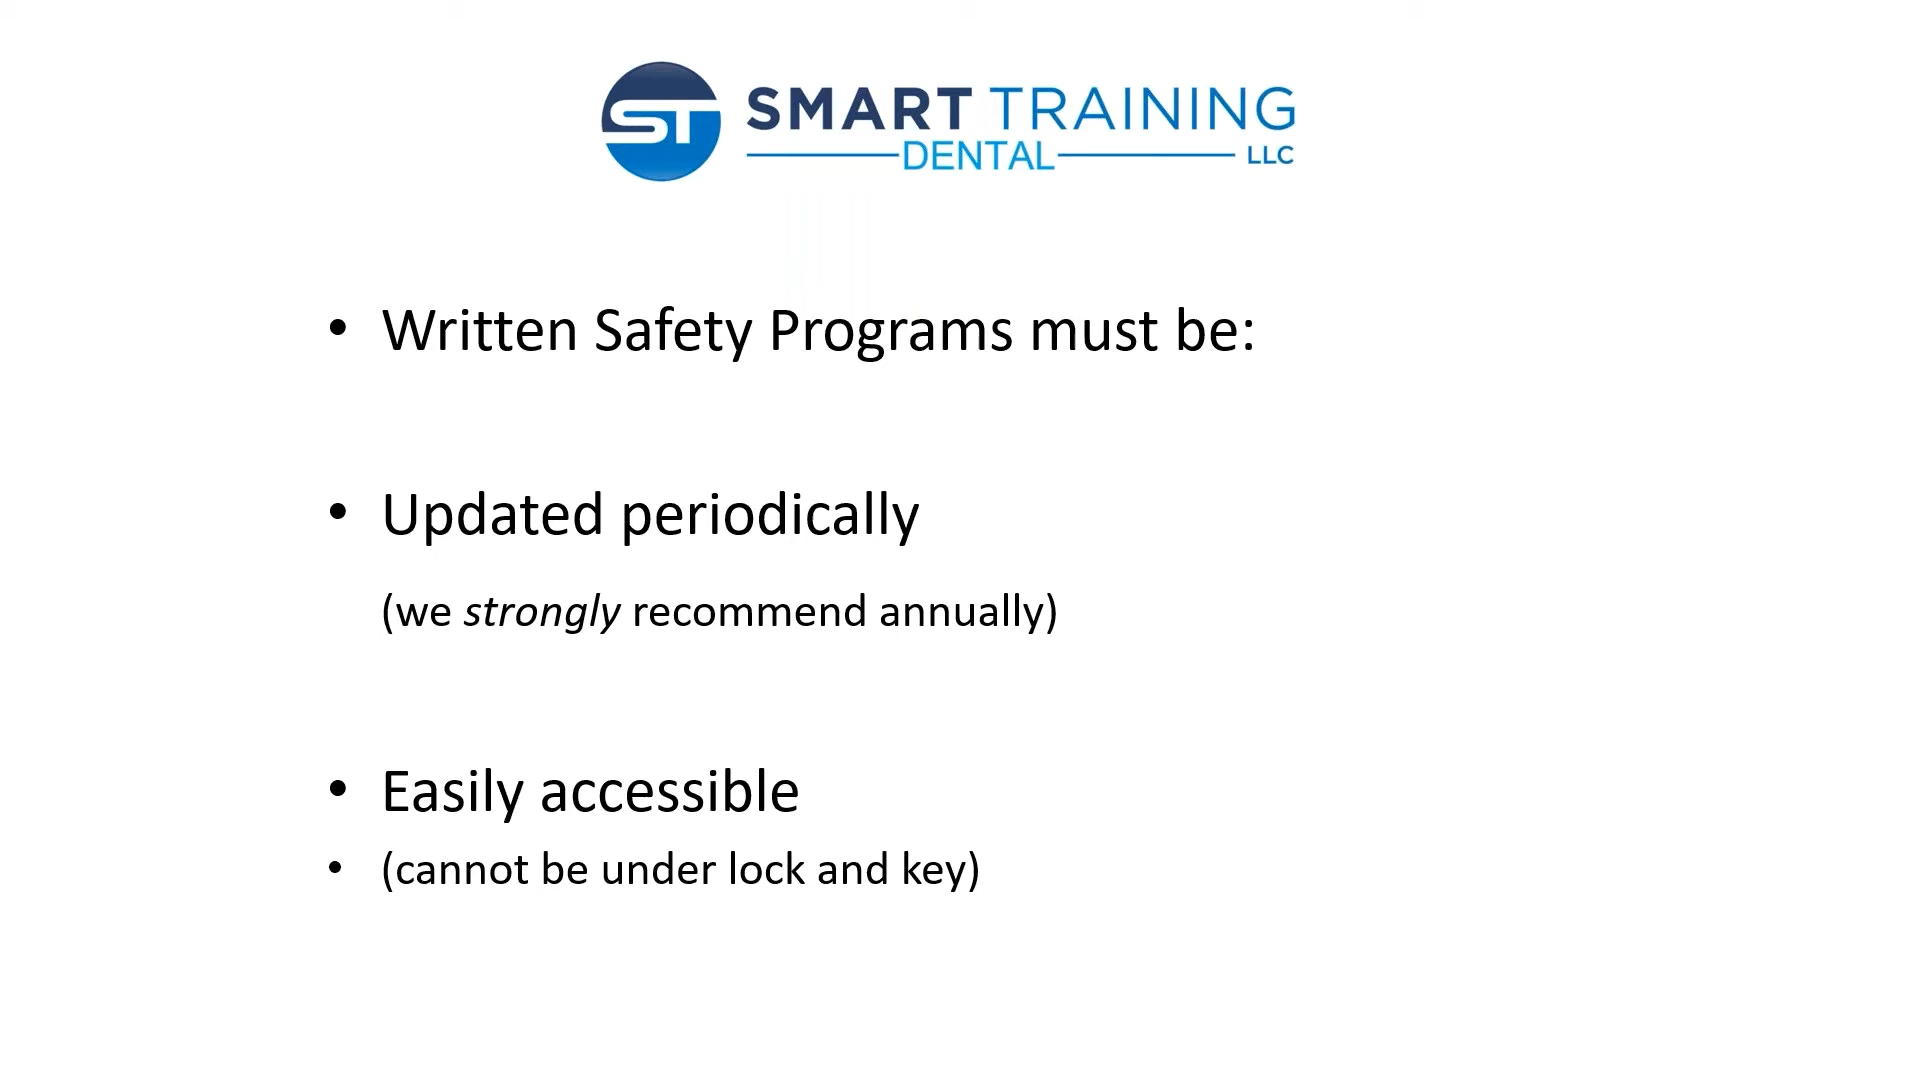 ST SMART TRAINING
DENTAL LLC
• Written Safety Programs must be:
• Updated periodically
(we strongly recommend annually)
• Easily accessible
• (cannot be under lock and key)